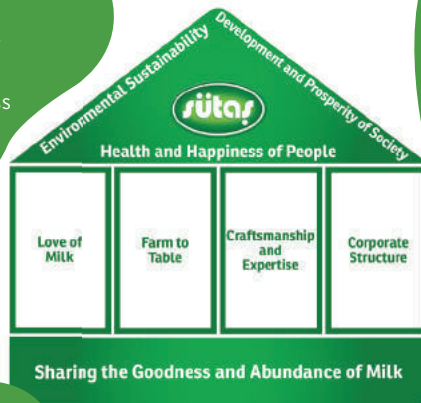 s
Environmental Sustainability
Development and Prosperity of Society
sütaş
Health and Happiness of People
Love of
Milk
Farm to
Table
Craftsmanship
and
Expertise
Corporate
Structure
Sharing the Goodness and Abundance of Milk